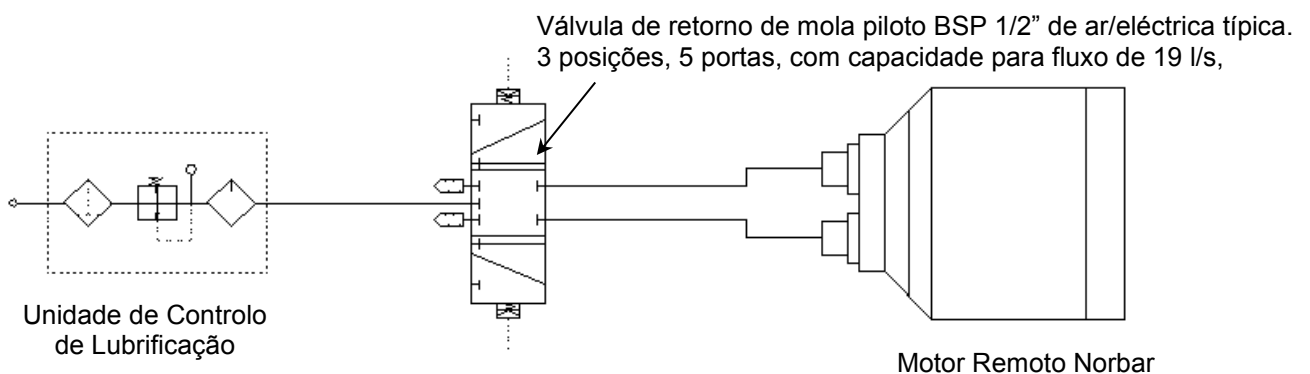 Válvula de retorno de mola piloto BSP 1/2” de ar/eléctrica típica.
3 posições, 5 portas, com capacidade para fluxo de 19 l/s,
Unidade de Controlo
de Lubrificação
Motor Remoto Norbar